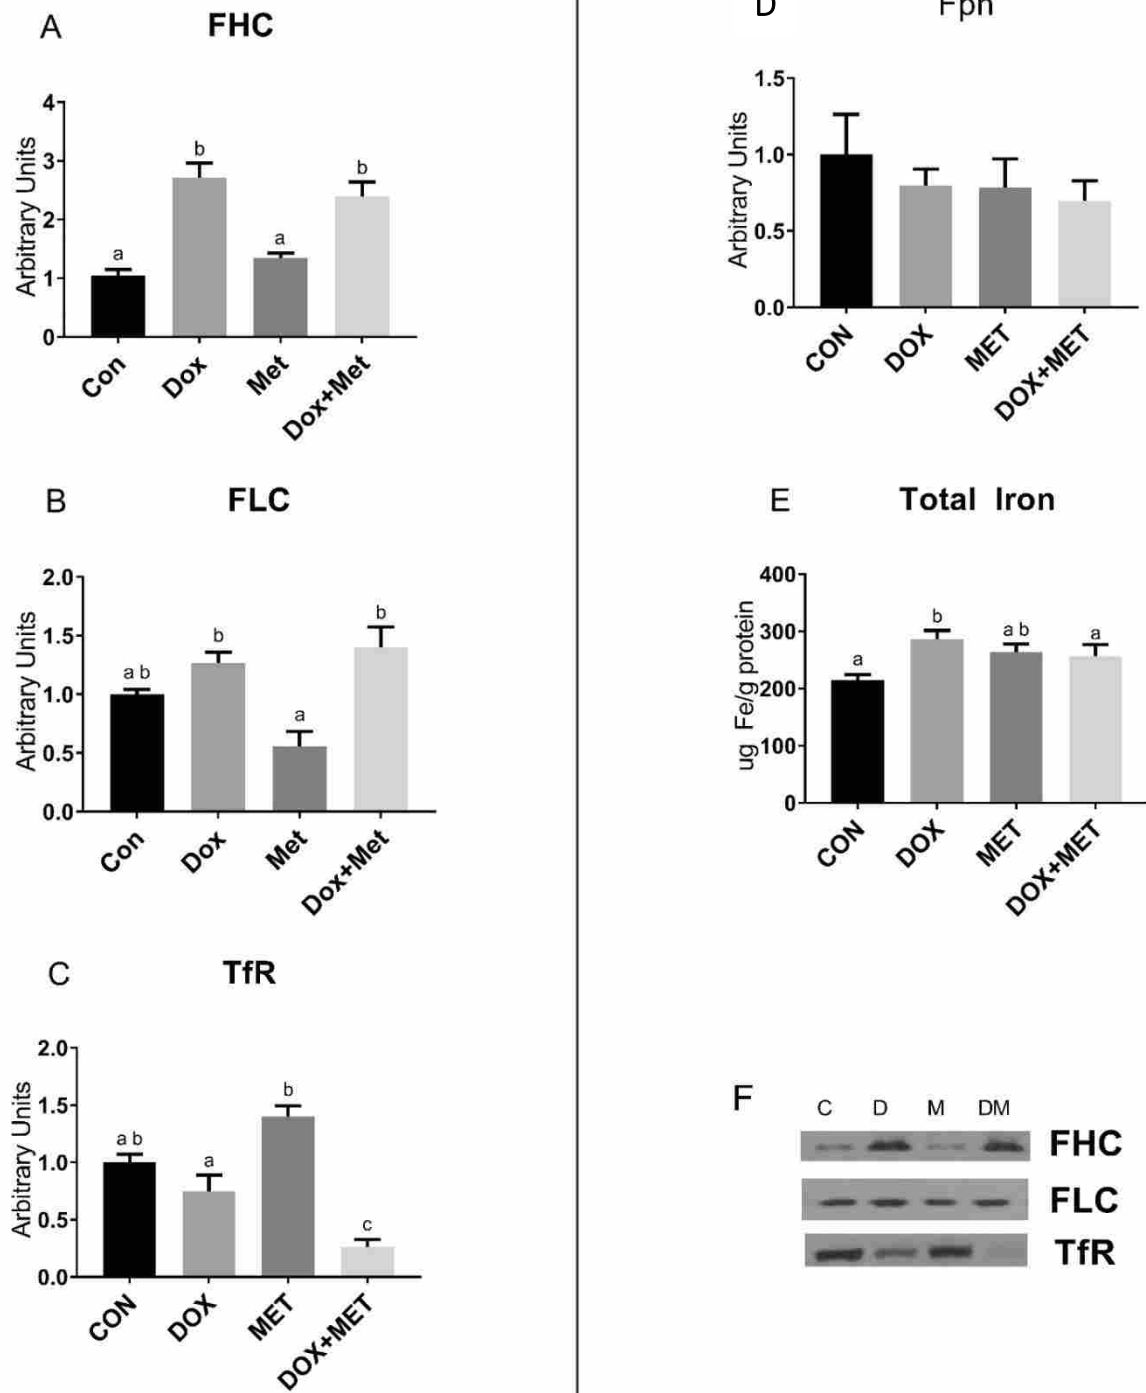 A FHC
Arbitrary Units
4
3
2
1
0
a
b
a
b
Con
Dox
Met
Dox+Met
B FLC
Arbitrary Units
2.0
1.5
1.0
0.5
0.0
a b
b
a
b
Con
Dox
Met
Dox+Met
C TfR
Arbitrary Units
2.0
1.5
1.0
0.5
0.0
a b
a
b
c
CON
DOX
MET
DOX+MET
D Fpn
Arbitrary Units
1.5
1.0
0.5
0.0
CON
DOX
MET
DOX+MET
E Total Iron
ug Fe/g protein
400
300
200
100
0
a
b
a b
a
CON
DOX
MET
DOX+MET
F
C D M DM
FHC
FLC
TfR